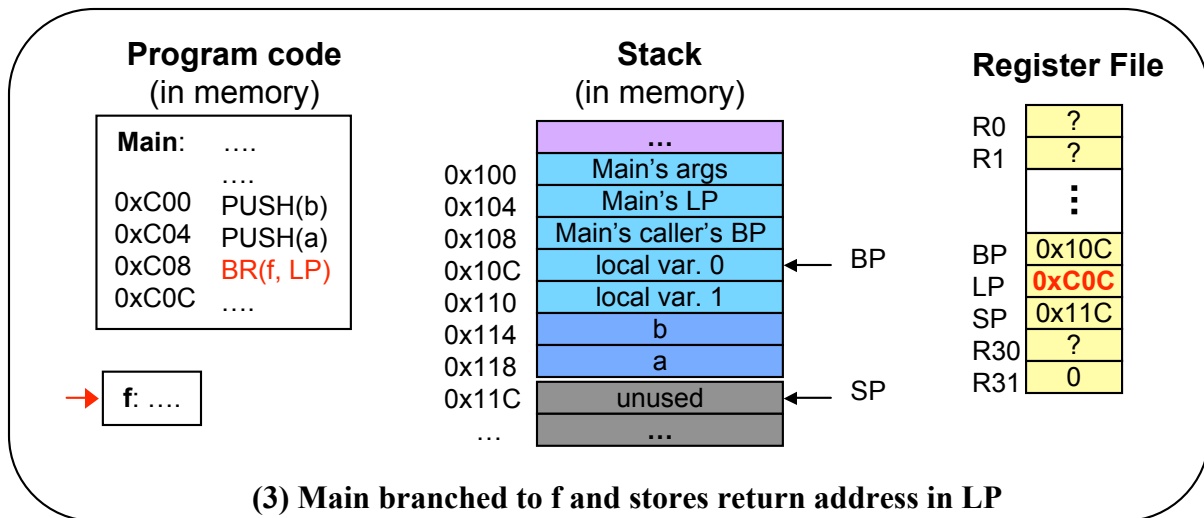 Program code
(in memory)
Main: ….
….
0xC00 PUSH(b)
0xC04 PUSH(a)
0xC08 BR(f, LP)
0xC0C ….
f: ….
Stack
(in memory)
...
0x100 Main's args
0x104 Main's LP
0x108 Main's caller's BP
0x10C local var. 0 BP
0x110 local var. 1
0x114 b
0x118 a
0x11C unused SP
... ...
Register File
R0 ?
R1 ?
⋮
BP 0x10C
LP 0xC0C
SP 0x11C
R30 ?
R31 0
(3) Main branched to f and stores return address in LP